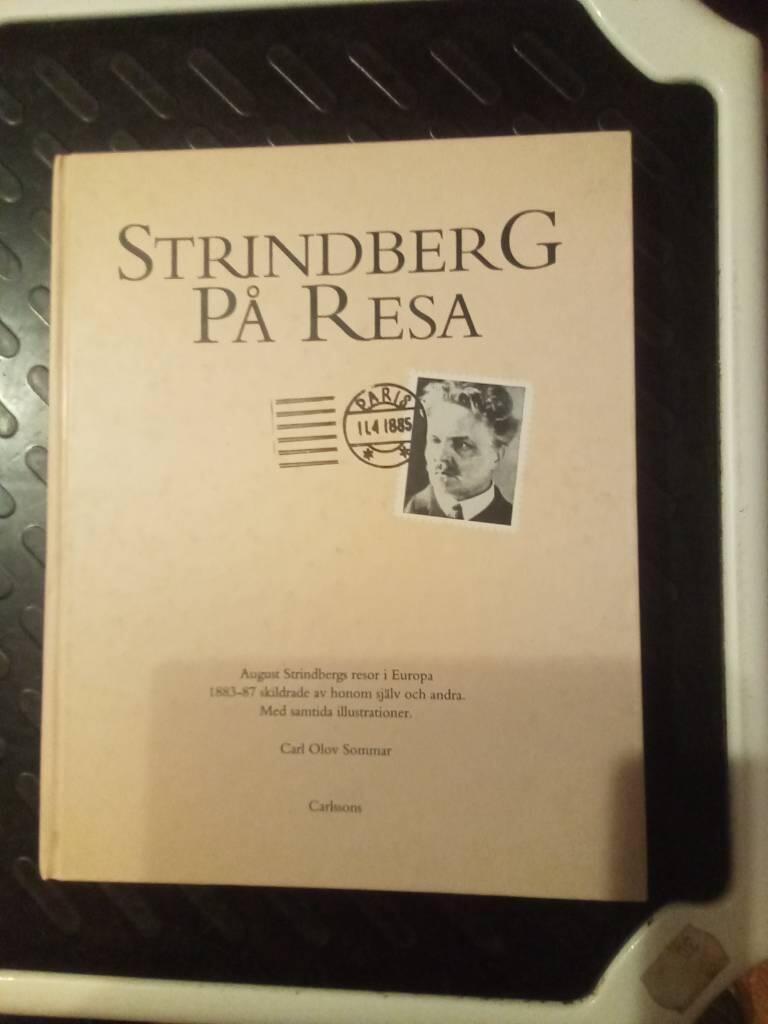 STRINDBERG
PÅ RESA
PARIS
11.4 1885
August Strindbergs resor i Europa
1883–87 skildrade av honom själv och andra.
Med samtida illustrationer.
Carl Olov Sommar
Carlssons